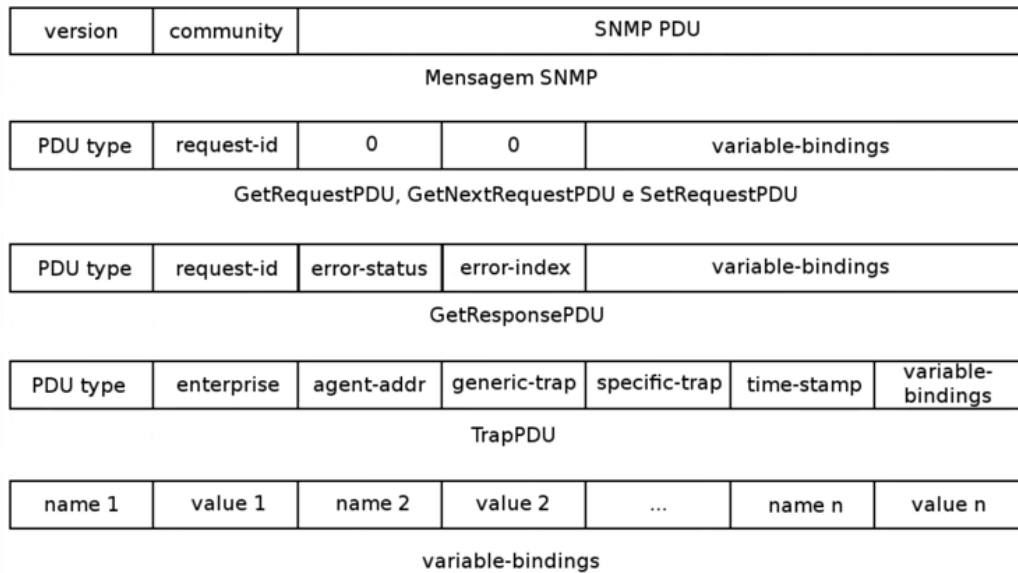 version community SNMP PDU
Mensagem SNMP
PDU type request-id 0 0 variable-bindings
GetRequestPDU, GetNextRequestPDU e SetRequestPDU
PDU type request-id error-status error-index variable-bindings
GetResponsePDU
PDU type enterprise agent-addr generic-trap specific-trap time-stamp variable-
bindings
TrapPDU
name 1 value 1 name 2 value 2 ... name n value n
variable-bindings